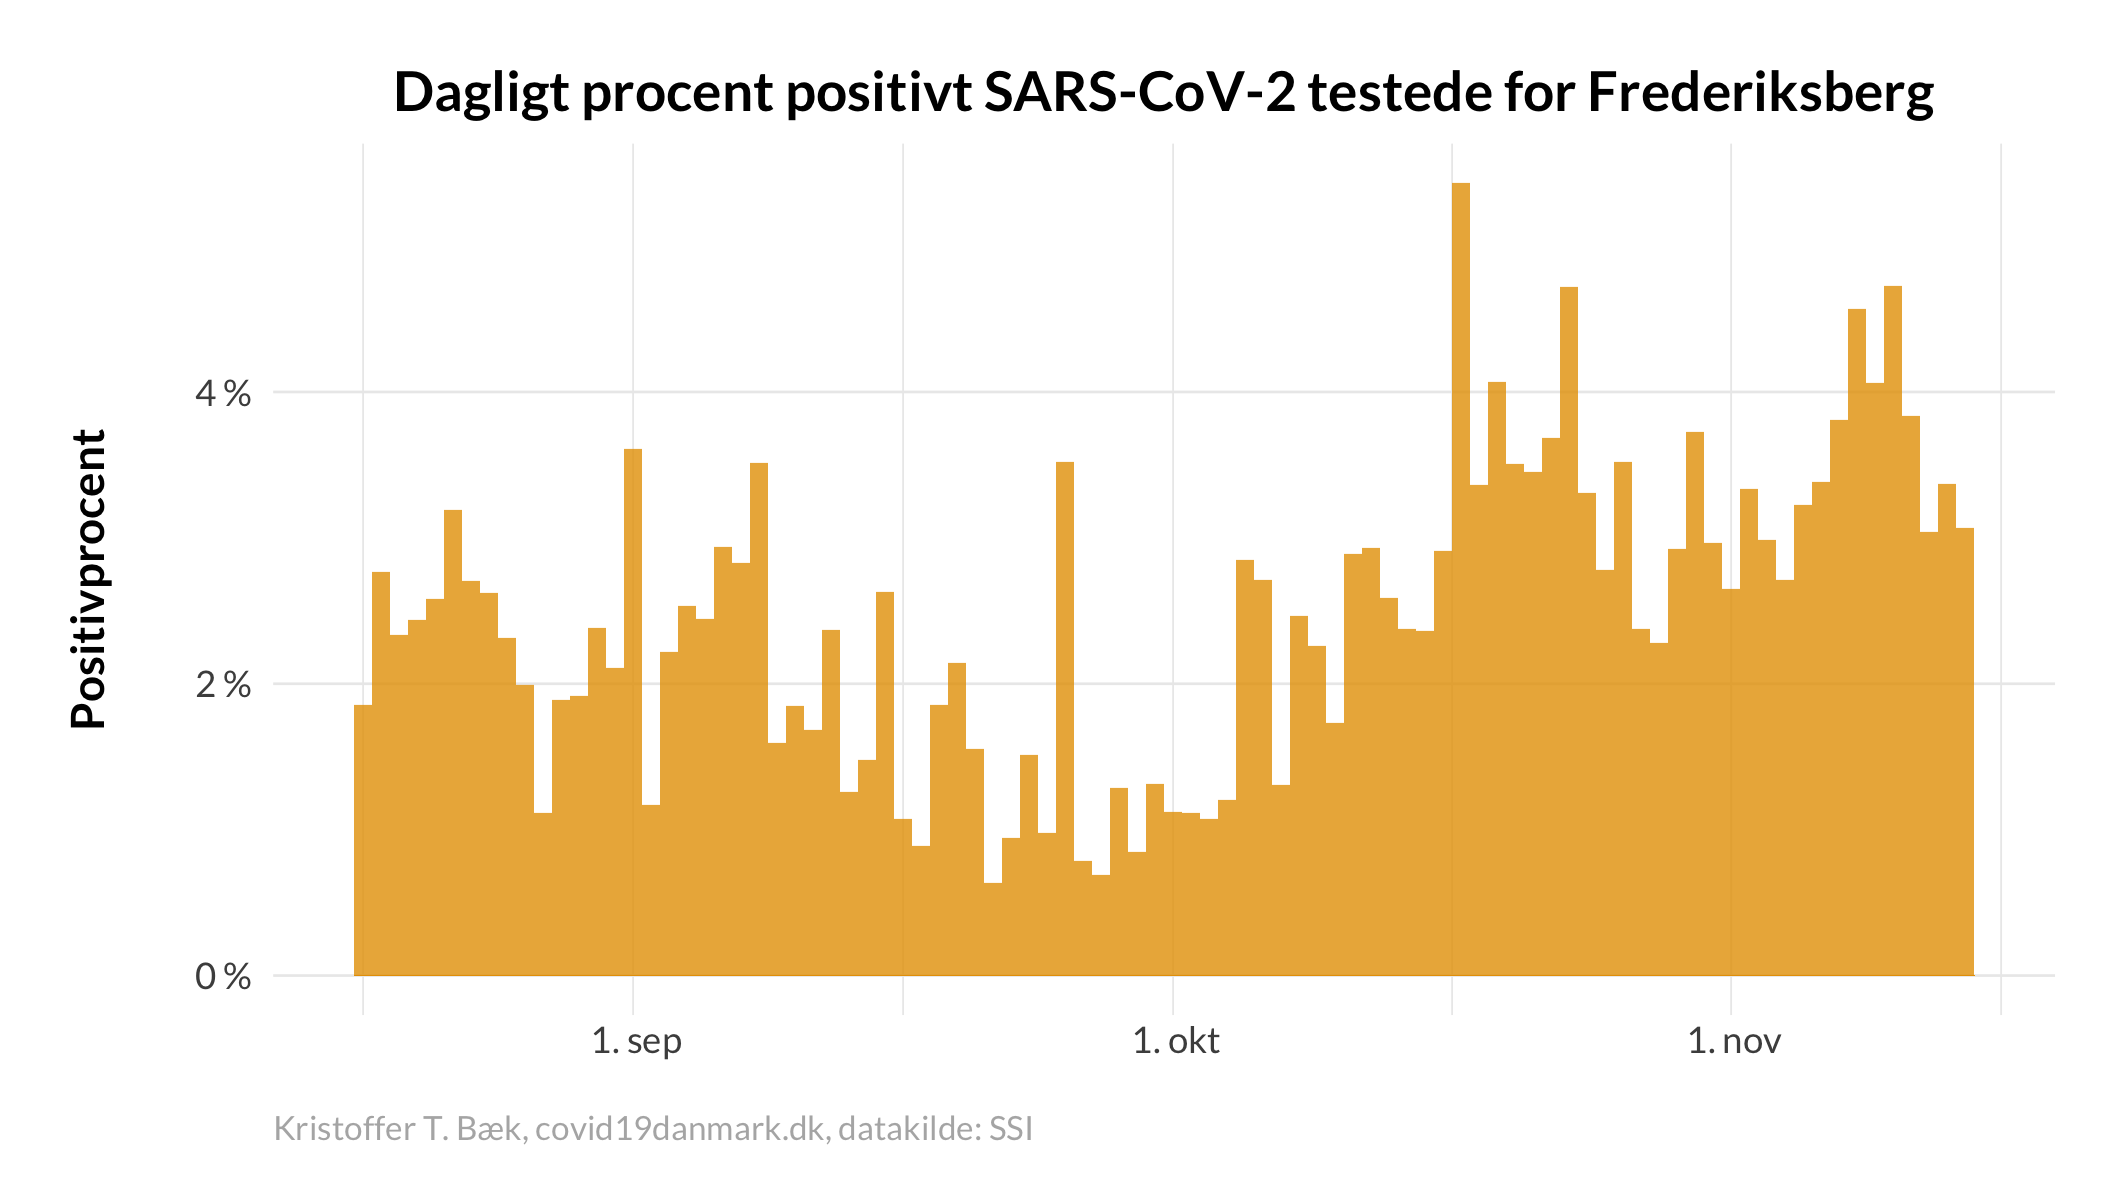 Dagligt procent positivt SARS-CoV-2 testede for Frederiksberg
Positivprocent
4 %
2 %
0 %
1. sep
1. okt
1. nov
Kristoffer T. Bæk, covid19danmark.dk, datakilde: SSI